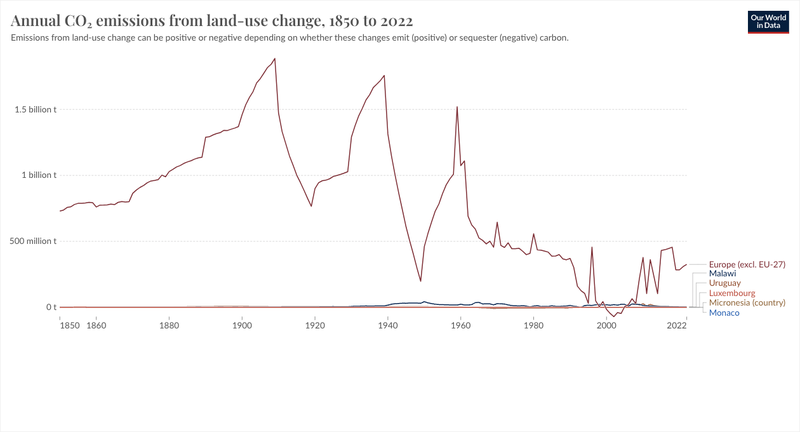 Annual CO₂ emissions from land-use change, 1850 to 2022
Our World
in Data
Emissions from land-use change can be positive or negative depending on whether these changes emit (positive) or sequester (negative) carbon.
1.5 billion t
1 billion t
500 million t
0 t
Europe (excl. EU-27)
Malawi
Uruguay
Luxembourg
Micronesia (country)
Monaco
1850 1860 1880 1900 1920 1940 1960 1980 2000 2022